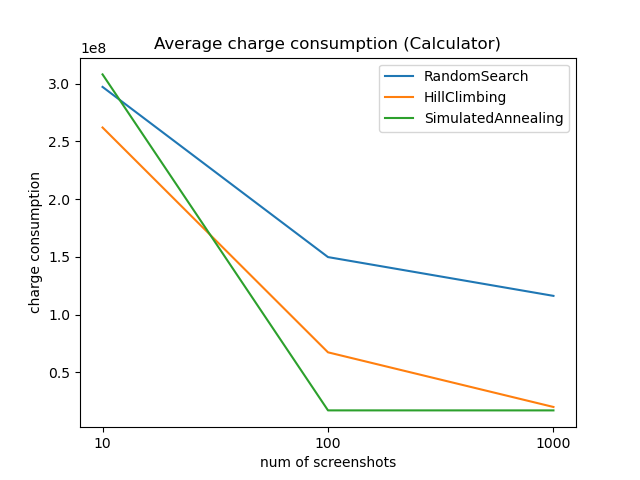 Average charge consumption (Calculator)
1e8
RandomSearch
HillClimbing
SimulatedAnnealing
3.0
2.5
2.0
1.5
1.0
0.5
charge consumption
10 100 1000
num of screenshots